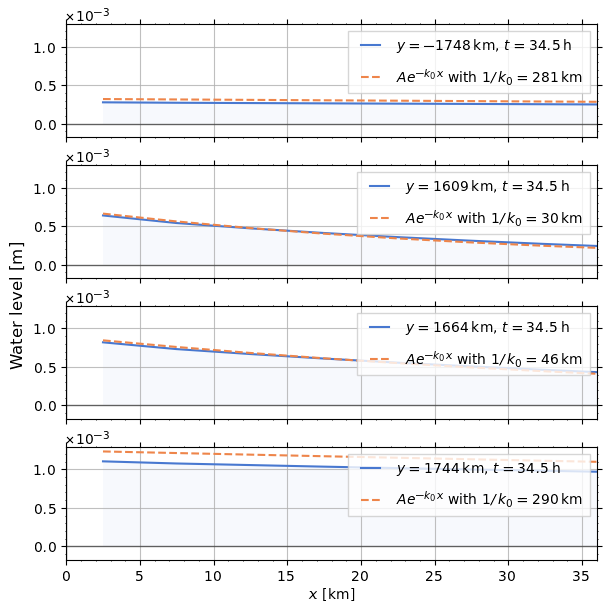 ×10⁻³
1.0
0.5
0.0
y = −1748 km, t = 34.5 h
Ae^{−k₀x} with 1/k₀ = 281 km
×10⁻³
1.0
0.5
0.0
y = 1609 km, t = 34.5 h
Ae^{−k₀x} with 1/k₀ = 30 km
×10⁻³
1.0
0.5
0.0
y = 1664 km, t = 34.5 h
Ae^{−k₀x} with 1/k₀ = 46 km
×10⁻³
1.0
0.5
0.0
y = 1744 km, t = 34.5 h
Ae^{−k₀x} with 1/k₀ = 290 km
0 5 10 15 20 25 30 35
x [km]
Water level [m]